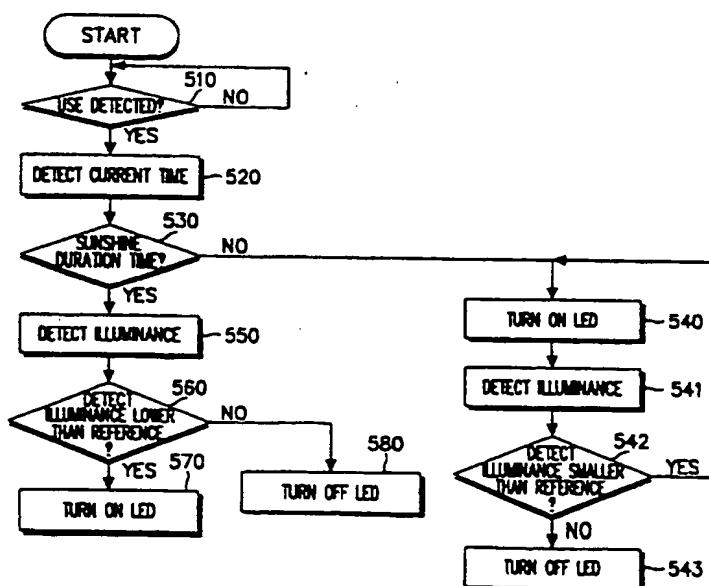 START
510
USE DETECTED?
NO
YES
DETECT CURRENT TIME
520
530
SUNSHINE
DURATION TIME?
NO
YES
DETECT ILLUMINANCE
550
560
DETECT
ILLUMINANCE LOWER
THAN REFERENCE
?
NO
YES
570
TURN ON LED
580
TURN OFF LED
TURN ON LED
540
DETECT ILLUMINANCE
541
542
DETECT
ILLUMINANCE SMALLER
THAN REFERENCE
?
YES
NO
TURN OFF LED
543